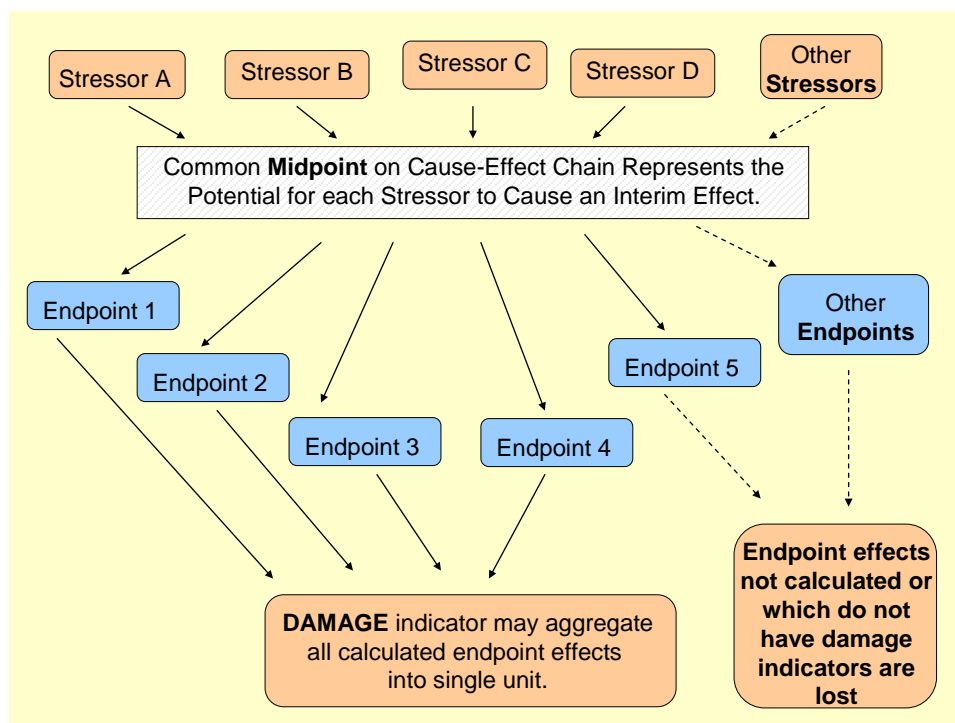 Stressor A
Stressor B
Stressor C
Stressor D
Other
Stressors
Common Midpoint on Cause-Effect Chain Represents the
Potential for each Stressor to Cause an Interim Effect.
Endpoint 1
Endpoint 2
Endpoint 3
Endpoint 4
Endpoint 5
Other
Endpoints
DAMAGE indicator may aggregate
all calculated endpoint effects
into single unit.
Endpoint effects
not calculated or
which do not
have damage
indicators are
lost